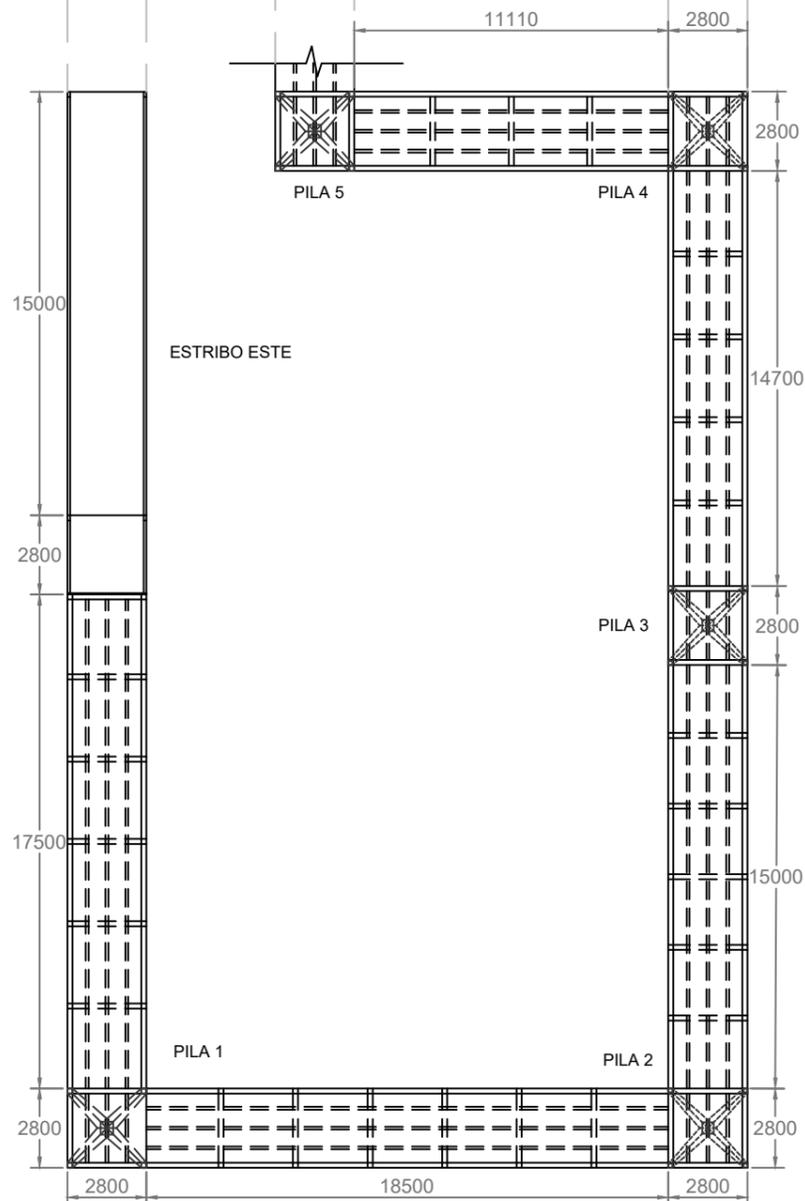 11110 2800
2800
PILA 5 PILA 4
15000
ESTRIBO ESTE
14700
2800
PILA 3 2800
17500
15000
PILA 1
PILA 2
2800 2800
2800 18500 2800